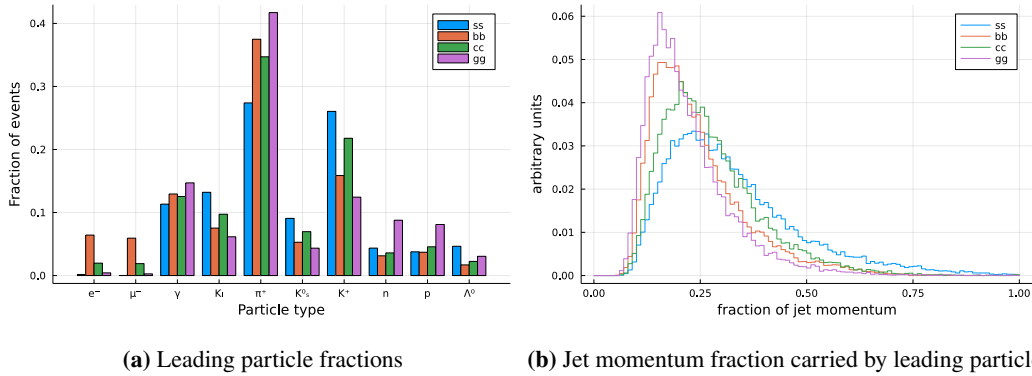 0.4
0.3
0.2
0.1
0.0
Fraction of events
ss
bb
cc
gg
e⁻ μ⁻ γ Kₗ π⁺ K⁰ₛ K⁺ n p Λ⁰
Particle type
(a) Leading particle fractions
0.06
0.05
0.04
0.03
0.02
0.01
0.00
arbitrary units
ss
bb
cc
gg
0.00 0.25 0.50 0.75 1.00
fraction of jet momentum
(b) Jet momentum fraction carried by leading particl